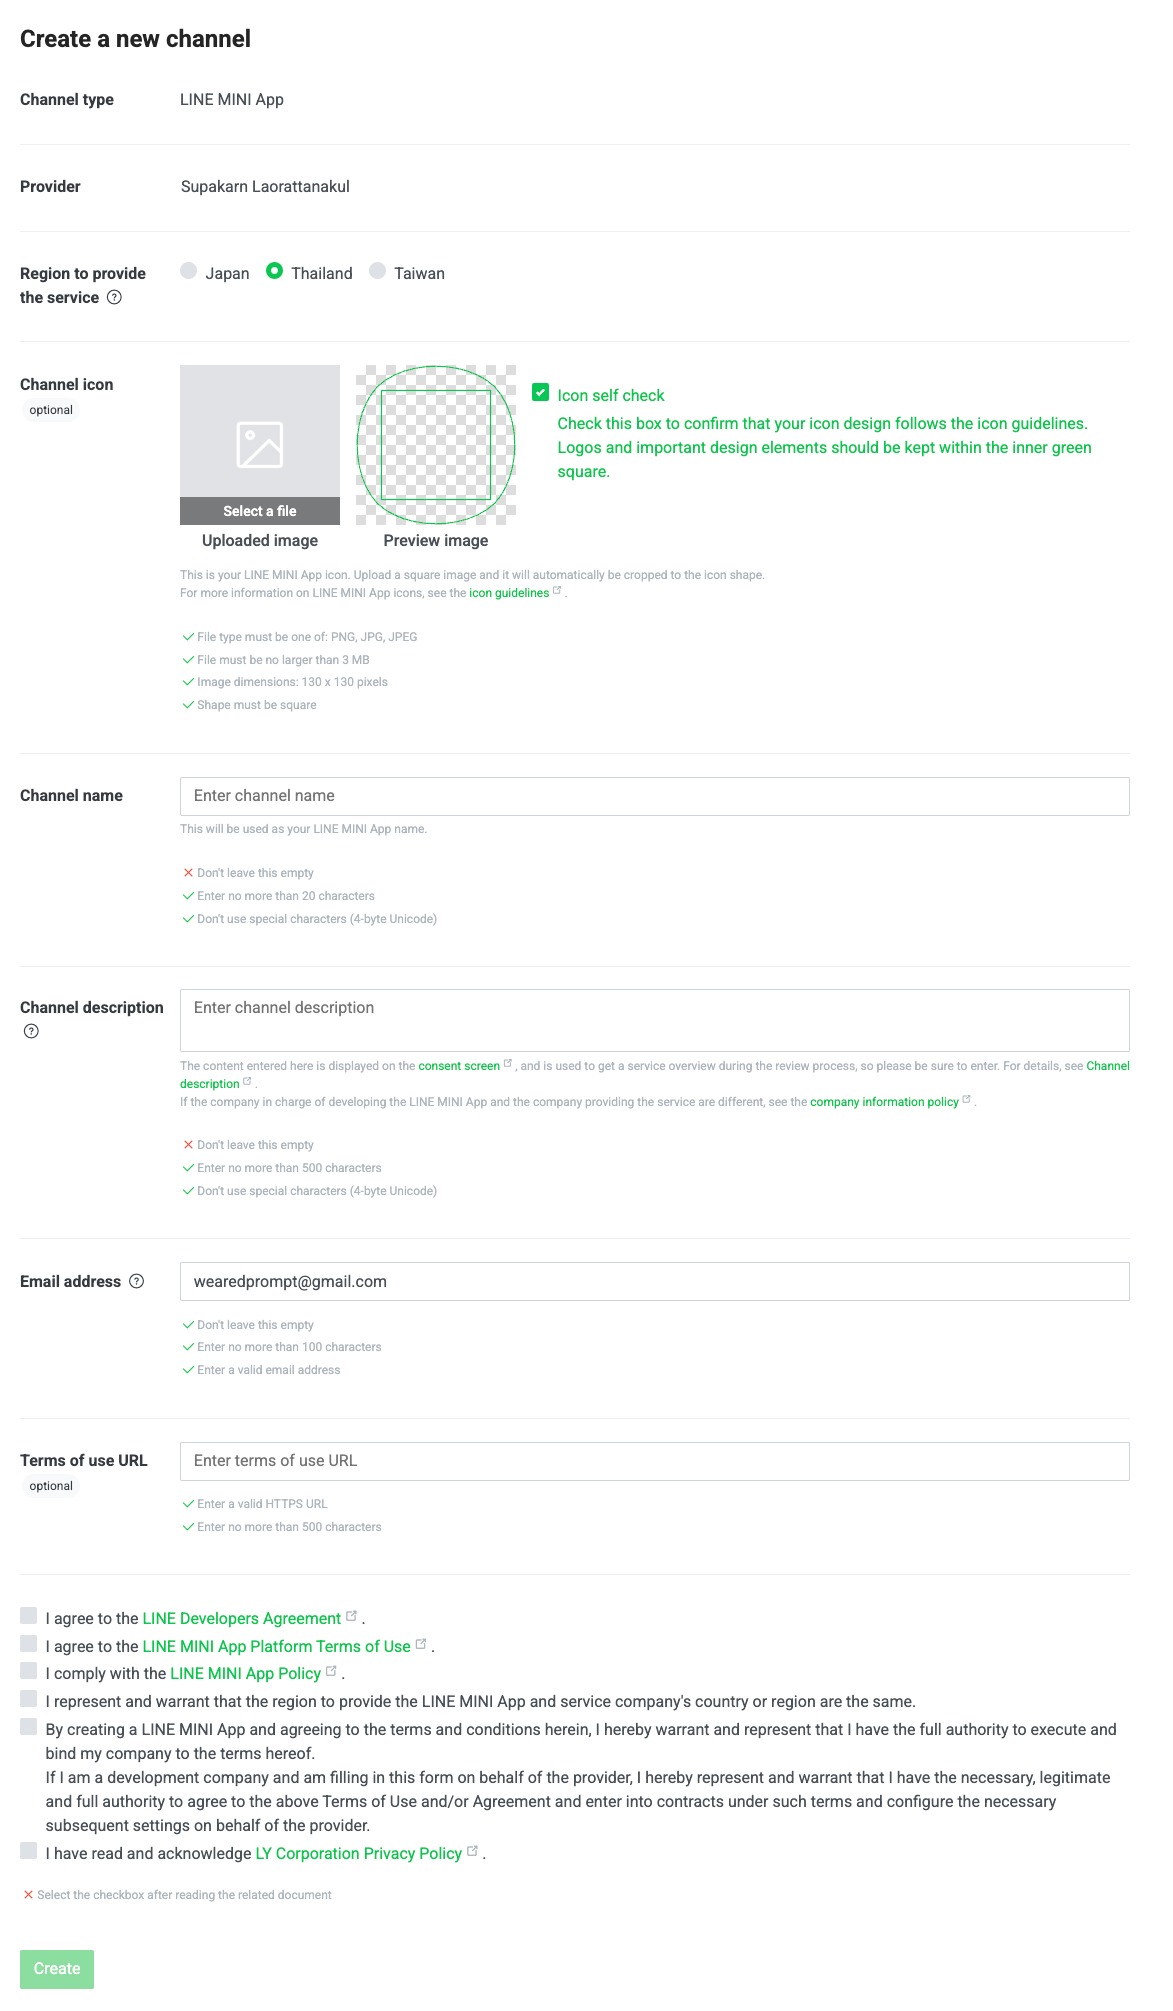 Create a new channel
Channel type
LINE MINI App
Provider
Supakarn Laorattanakul
Region to provide
the service
Japan
Thailand
Taiwan
Channel icon
optional
Select a file
Uploaded image
Preview image
Icon self check
Check this box to confirm that your icon design follows the icon guidelines.
Logos and important design elements should be kept within the inner green
square.
This is your LINE MINI App icon. Upload a square image and it will automatically be cropped to the icon shape.
For more information on LINE MINI App icons, see the icon guidelines .
File type must be one of: PNG, JPG, JPEG
File must be no larger than 3 MB
Image dimensions: 130 x 130 pixels
Shape must be square
Channel name
Enter channel name
This will be used as your LINE MINI App name.
Don't leave this empty
Enter no more than 20 characters
Don't use special characters (4-byte Unicode)
Channel description
Enter channel description
The content entered here is displayed on the consent screen , and is used to get a service overview during the review process, so please be sure to enter. For details, see Channel
description .
If the company in charge of developing the LINE MINI App and the company providing the service are different, see the company information policy .
Don't leave this empty
Enter no more than 500 characters
Don't use special characters (4-byte Unicode)
Email address
wearedprompt@gmail.com
Don't leave this empty
Enter no more than 100 characters
Enter a valid email address
Terms of use URL
optional
Enter terms of use URL
Enter a valid HTTPS URL
Enter no more than 500 characters
I agree to the LINE Developers Agreement .
I agree to the LINE MINI App Platform Terms of Use .
I comply with the LINE MINI App Policy .
I represent and warrant that the region to provide the LINE MINI App and service company's country or region are the same.
By creating a LINE MINI App and agreeing to the terms and conditions herein, I hereby warrant and represent that I have the full authority to execute and
bind my company to the terms hereof.
If I am a development company and am filling in this form on behalf of the provider, I hereby represent and warrant that I have the necessary, legitimate
and full authority to agree to the above Terms of Use and/or Agreement and enter into contracts under such terms and configure the necessary
subsequent settings on behalf of the provider.
I have read and acknowledge LY Corporation Privacy Policy .
Select the checkbox after reading the related document
Create